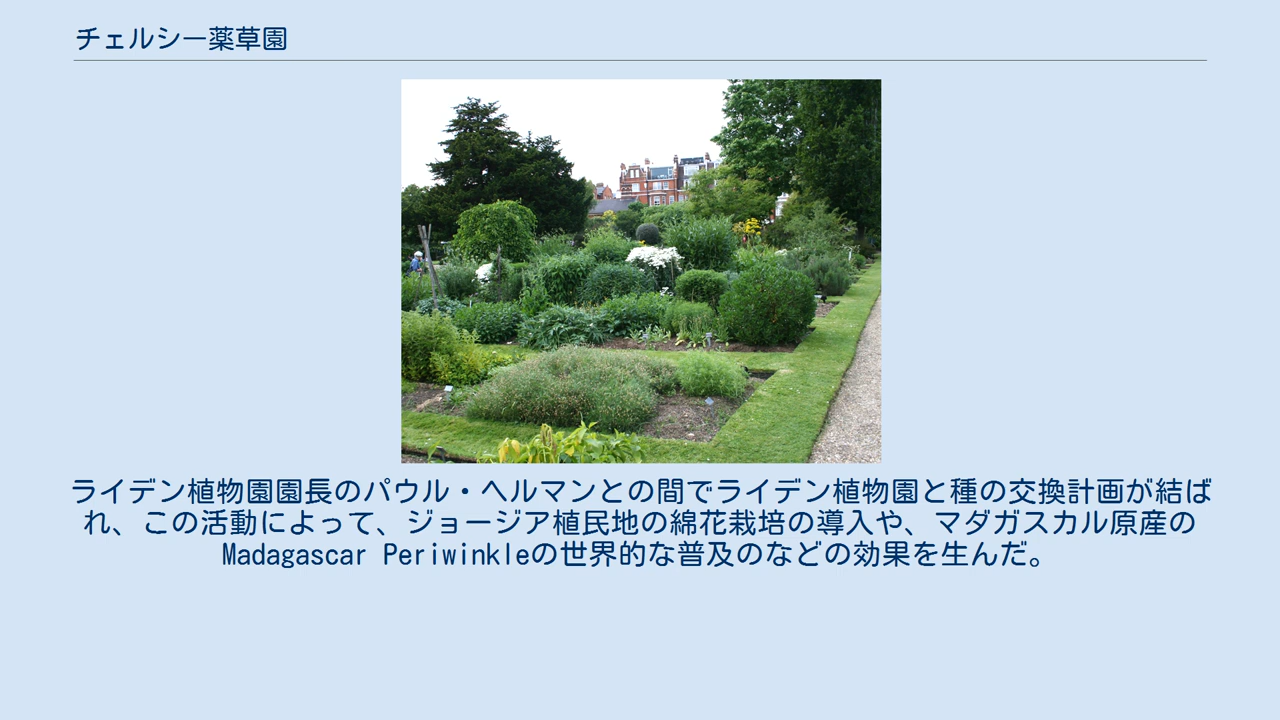 チェルシー薬草園
ライデン植物園園長のパウル・ヘルマンとの間でライデン植物園と種の交換計画が結ば
れ、この活動によって、ジョージア植民地の綿花栽培の導入や、マダガスカル原産の
Madagascar Periwinkleの世界的な普及のなどの効果を生んだ。